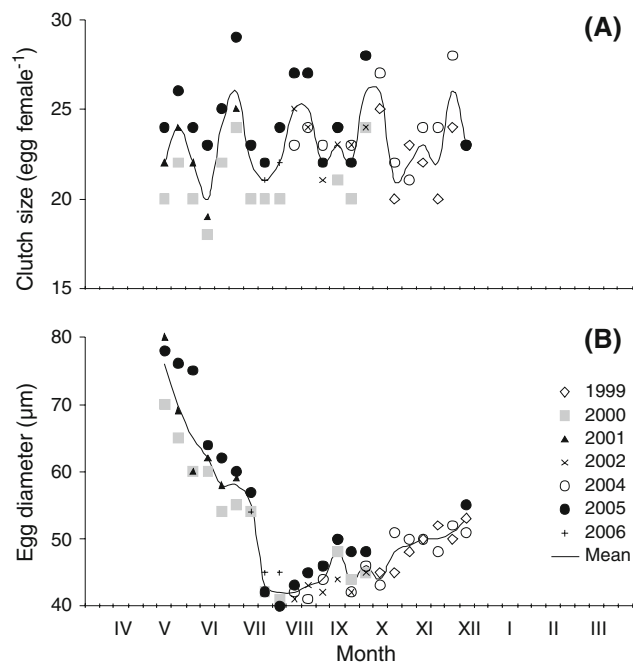 (A)
30
25
20
15
Clutch size (egg female⁻¹)
(B)
80
70
60
50
40
Egg diameter (µm)
1999
2000
2001
2002
2004
2005
2006
Mean
IV V VI VII VIII IX X XI XII I II III
Month